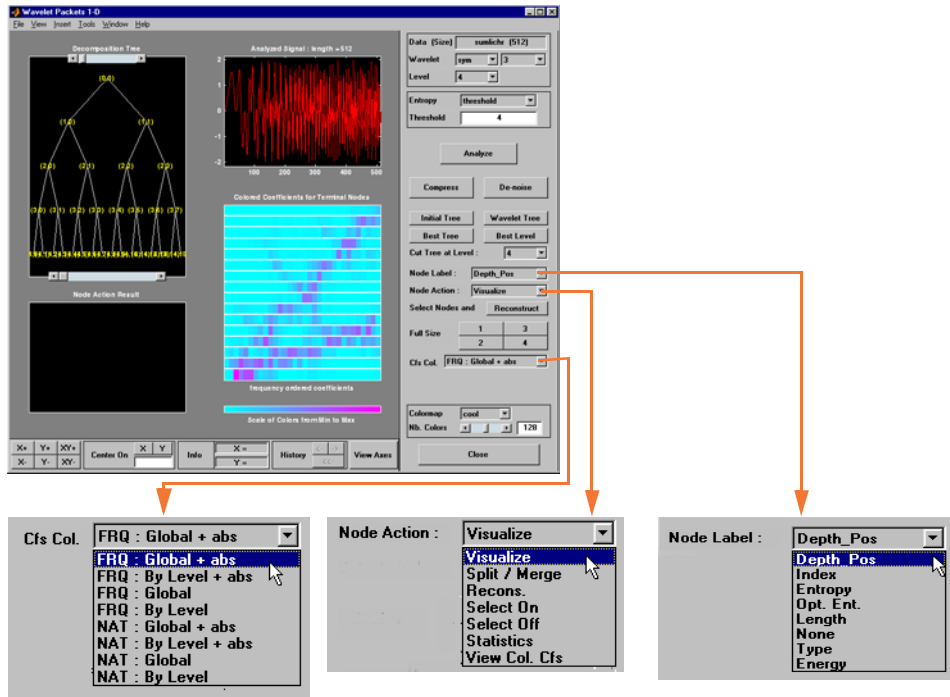 Wavelet Packets 1-D
File View Insert Tools Window Help
Decomposition Tree
(0,0)
(1,0) (1,1)
(2,0) (2,1) (2,2) (2,3)
(3,0) (3,1) (3,2) (3,3) (3,4) (3,5) (3,6) (3,7)
Node Action Result
Analyzed Signal : length = 512
2
1
0
-1
-2
100 200 300 400 500
Colored Coefficients for Terminal Nodes
frequency ordered coefficients
Scale of Colors from Min to Max
Data (Size) sumlichr (512)
Wavelet sym 3
Level 4
Entropy threshold
Threshold 4
Analyze
Compress De-noise
Initial Tree Wavelet Tree
Best Tree Best Level
Cut Tree at Level : 4
Node Label : Depth_Pos
Node Action : Visualize
Select Nodes and Reconstruct
Full Size 1 3
2 4
Cfs Col. FRQ : Global + abs
Colormap cool
Nb. Colors 128
Close
X+ Y+ XY+
X- Y- XY-
Center On X Y
Info X =
Y =
History <- ->
<<-
View Axes
Cfs Col. FRQ : Global + abs
FRQ : Global + abs
FRQ : By Level + abs
FRQ : Global
FRQ : By Level
NAT : Global + abs
NAT : By Level + abs
NAT : Global
NAT : By Level
Node Action : Visualize
Visualize
Split / Merge
Recons.
Select On
Select Off
Statistics
View Col. Cfs
Node Label : Depth_Pos
Depth_Pos
Index
Entropy
Opt. Ent.
Length
None
Type
Energy